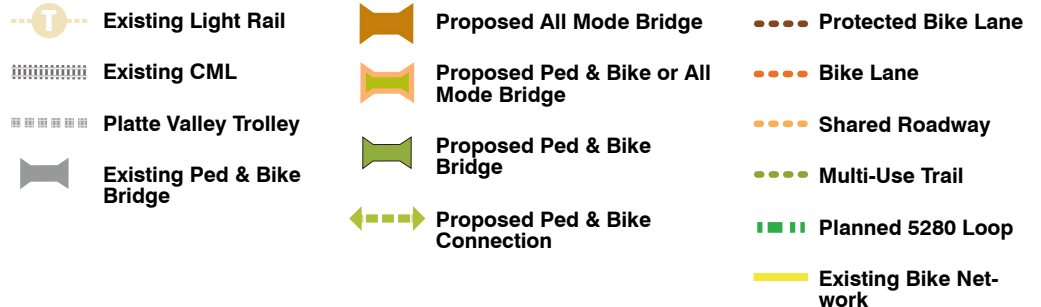 T
Existing Light Rail
Existing CML
Platte Valley Trolley
Existing Ped & Bike
Bridge
Proposed All Mode Bridge
Proposed Ped & Bike or All
Mode Bridge
Proposed Ped & Bike
Bridge
Proposed Ped & Bike
Connection
Protected Bike Lane
Bike Lane
Shared Roadway
Multi-Use Trail
Planned 5280 Loop
Existing Bike Net-
work